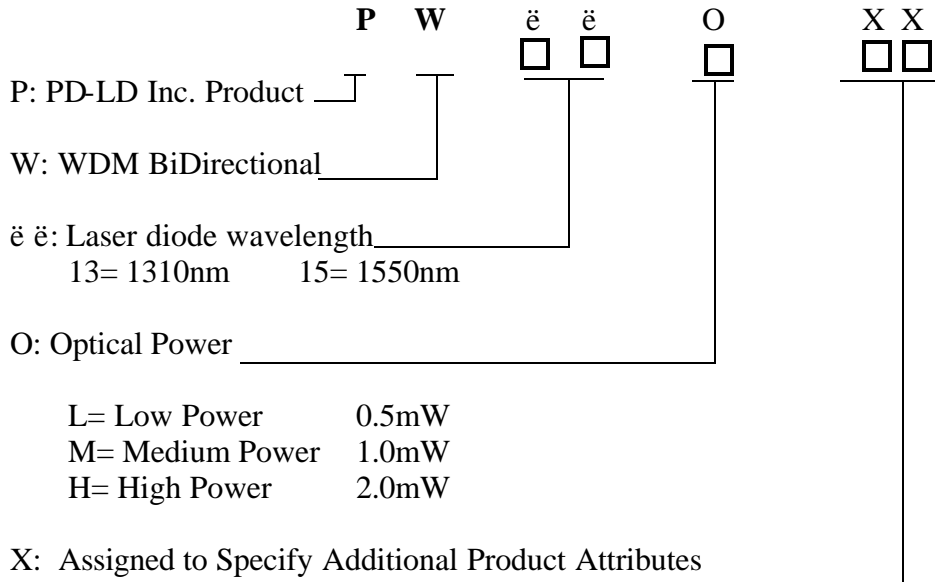 P W ë ë O X X
P: PD-LD Inc. Product
W: WDM BiDirectional
ë ë: Laser diode wavelength
13= 1310nm 15= 1550nm
O: Optical Power
L= Low Power 0.5mW
M= Medium Power 1.0mW
H= High Power 2.0mW
X: Assigned to Specify Additional Product Attributes